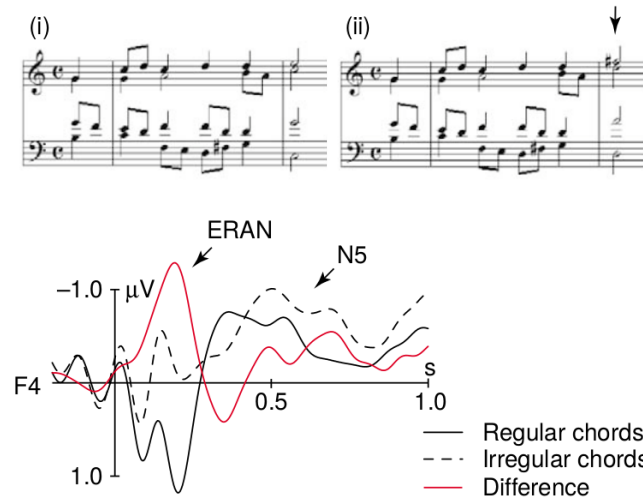 (i)
(ii)
ERAN
N5
–1.0
μV
F4
s
0.5
1.0
1.0
Regular chords
Irregular chords
Difference